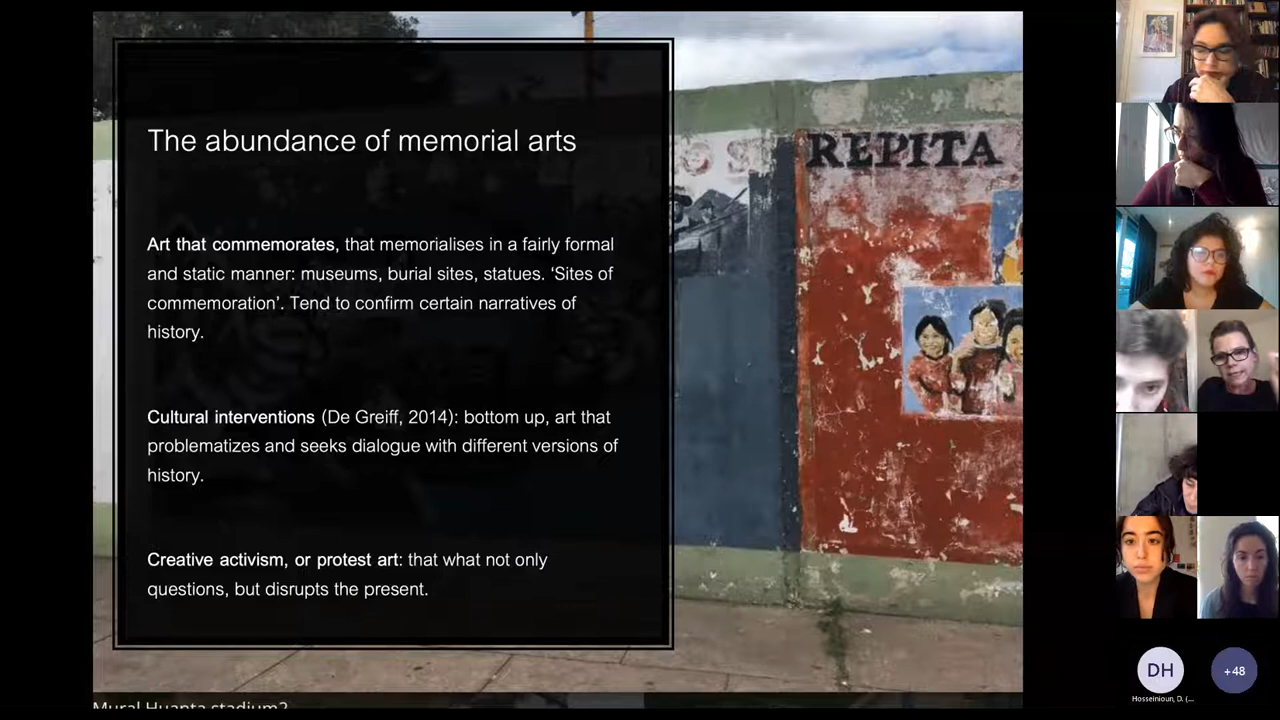 The abundance of memorial arts
Art that commemorates, that memorialises in a fairly formal
and static manner: museums, burial sites, statues. ‘Sites of
commemoration’. Tend to confirm certain narratives of
history.
Cultural interventions (De Greiff, 2014): bottom up, art that
problematizes and seeks dialogue with different versions of
history.
Creative activism, or protest art: that what not only
questions, but disrupts the present.
REPITA
Mural Huanta stadium2
DH
+48
Hosseinioun, D. (...